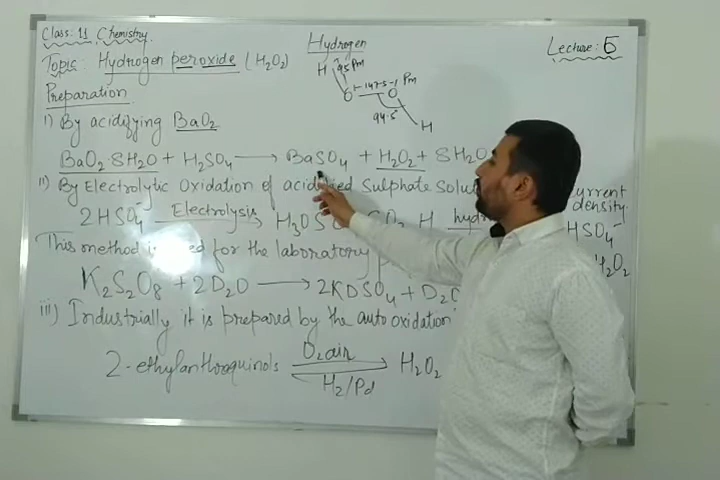 Class: 11 Chemistry
Hydrogen
Lecture: 5
Topic: Hydrogen peroxide (H₂O₂)
H 95 Pm
O 147.5 Pm O
94.5
H
Preparation
i) By acidifying BaO₂
BaO₂·8H₂O + H₂SO₄ → BaSO₄ + H₂O₂ + 8H₂O
ii) By Electrolytic Oxidation of acidified Sulphate current density.
2HSO₄⁻ Electrolysis → HSO₄⁻
H₂O₂
This method for the laboratory
K₂S₂O₈ + 2D₂O → 2KDSO₄ +
iii) Industrially it is prepared by the auto oxidation
2-ethylanthraquinols O₂ air H₂/Pd H₂O₂